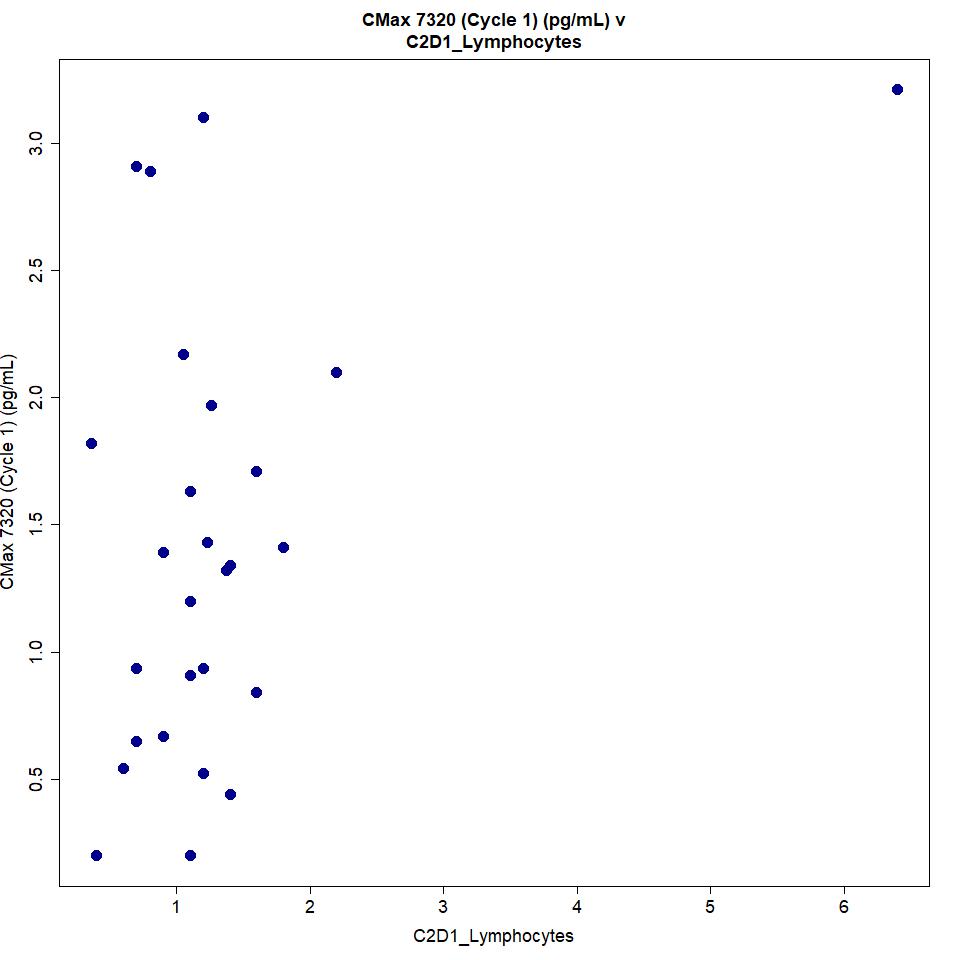 CMax 7320 (Cycle 1) (pg/mL) v
C2D1_Lymphocytes
CMax 7320 (Cycle 1) (pg/mL)
3.0
2.5
2.0
1.5
1.0
0.5
1 2 3 4 5 6
C2D1_Lymphocytes